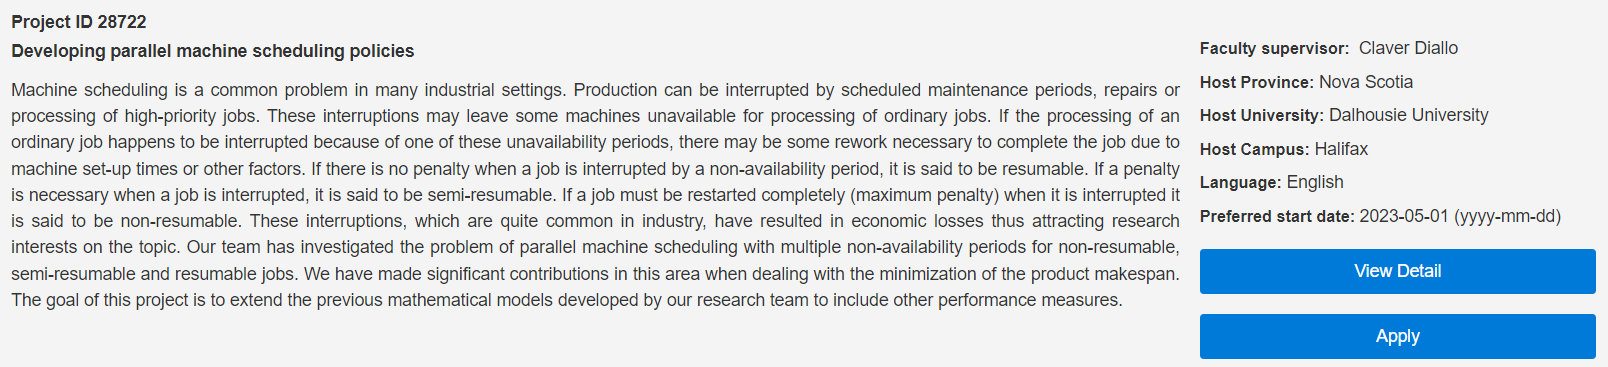 Project ID 28722
Developing parallel machine scheduling policies
Machine scheduling is a common problem in many industrial settings. Production can be interrupted by scheduled maintenance periods, repairs or
processing of high-priority jobs. These interruptions may leave some machines unavailable for processing of ordinary jobs. If the processing of an
ordinary job happens to be interrupted because of one of these unavailability periods, there may be some rework necessary to complete the job due to
machine set-up times or other factors. If there is no penalty when a job is interrupted by a non-availability period, it is said to be resumable. If a penalty
is necessary when a job is interrupted, it is said to be semi-resumable. If a job must be restarted completely (maximum penalty) when it is interrupted it
is said to be non-resumable. These interruptions, which are quite common in industry, have resulted in economic losses thus attracting research
interests on the topic. Our team has investigated the problem of parallel machine scheduling with multiple non-availability periods for non-resumable,
semi-resumable and resumable jobs. We have made significant contributions in this area when dealing with the minimization of the product makespan.
The goal of this project is to extend the previous mathematical models developed by our research team to include other performance measures.
Faculty supervisor: Claver Diallo
Host Province: Nova Scotia
Host University: Dalhousie University
Host Campus: Halifax
Language: English
Preferred start date: 2023-05-01 (yyyy-mm-dd)
View Detail
Apply